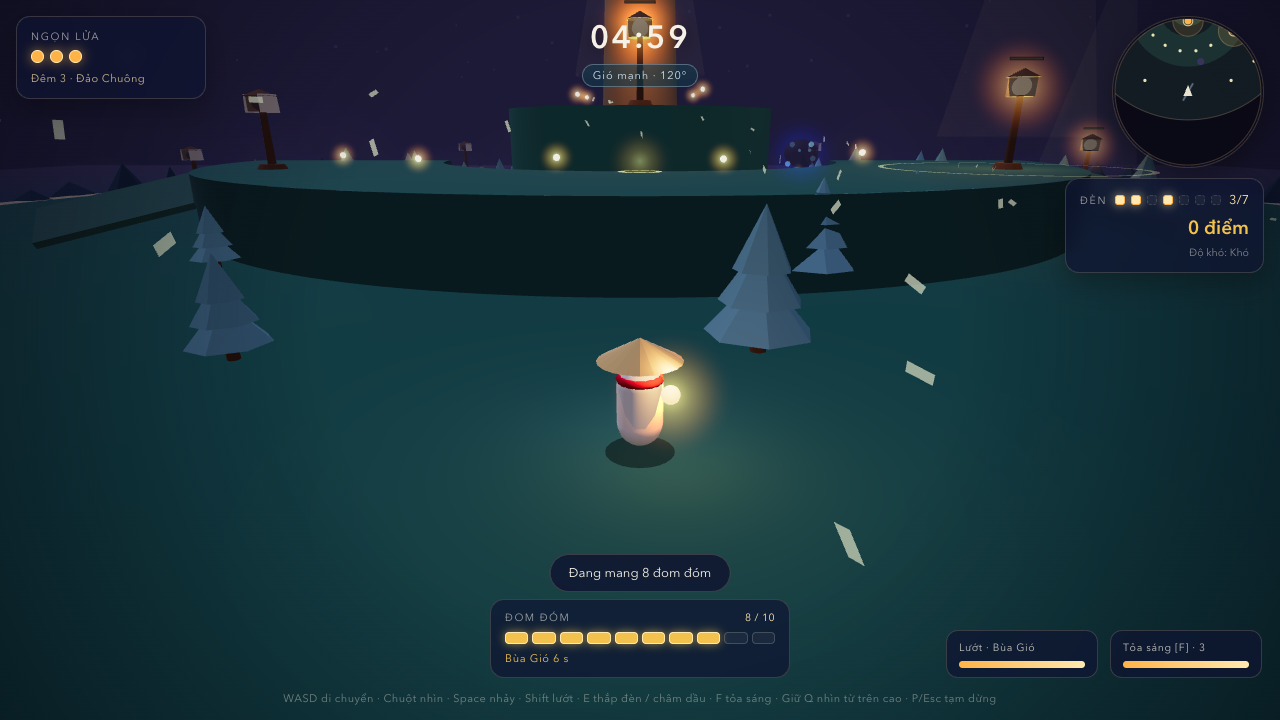 NGỌN LỬA
Đêm 3 · Đảo Chuông
04:59
Gió mạnh · 120°
ĐÈN 3/7
0 điểm
Độ khó: Khó
Đang mang 8 đom đóm
ĐOM ĐÓM 8 / 10
Bùa Gió 6 s
Lướt · Bùa Gió
Tỏa sáng [F] · 3
WASD di chuyển · Chuột nhìn · Space nhảy · Shift lướt · E thắp đèn / châm dầu · F tỏa sáng · Giữ Q nhìn từ trên cao · P/Esc tạm dừng